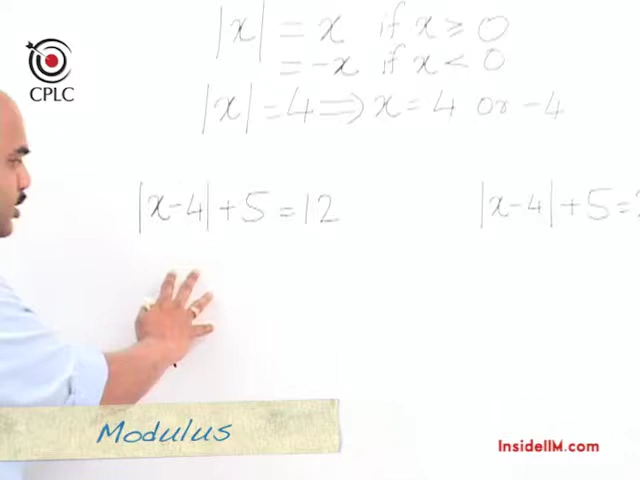 |x| = x if x ≥ 0
= -x if x < 0
CPLC
|x| = 4 ⟹ x = 4 or -4
|x-4| + 5 = 12
|x-4| + 5 =
Modulus
InsideIIM.com